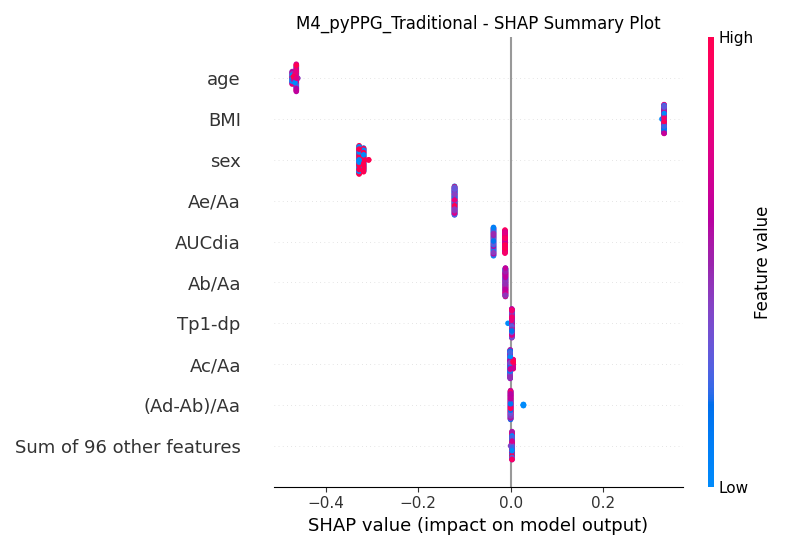 M4_pyPPG_Traditional - SHAP Summary Plot
High
age
BMI
sex
Ae/Aa
AUCdia
Ab/Aa
Tp1-dp
Ac/Aa
(Ad-Ab)/Aa
Sum of 96 other features
Feature value
Low
−0.4 −0.2 0.0 0.2
SHAP value (impact on model output)